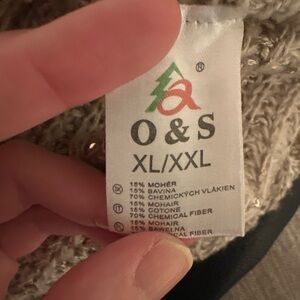 ®
O & S
XL/XXL
15% MOHÉR
15% BAVLNA
70% CHEMICKÝCH VLÁKIEN
15% MOHAIR
15% COTONE
70% CHEMICAL FIBER
15% MOHAIR
15% BAWEŁNA
CHEMICAL FIBER